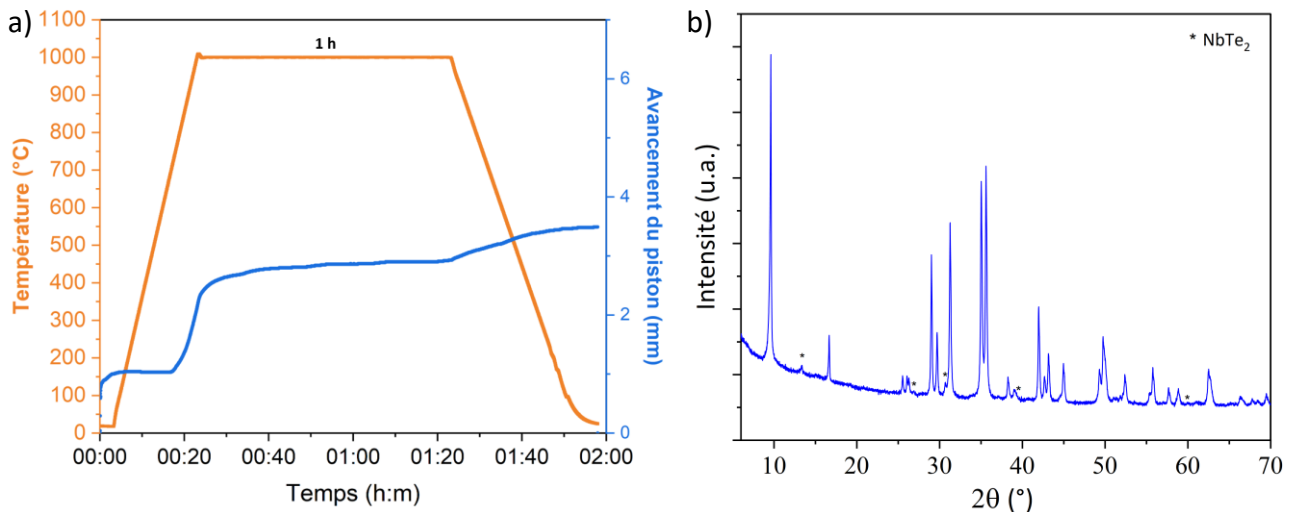 a)
1100
1000
900
800
700
600
500
400
300
200
100
0
Température (°C)
1 h
6
4
2
0
Avancement du piston (mm)
00:00 00:20 00:40 01:00 01:20 01:40 02:00
Temps (h:m)
b)
* NbTe₂
Intensité (u.a.)
*
*
*
*
*
10 20 30 40 50 60 70
2θ (°)